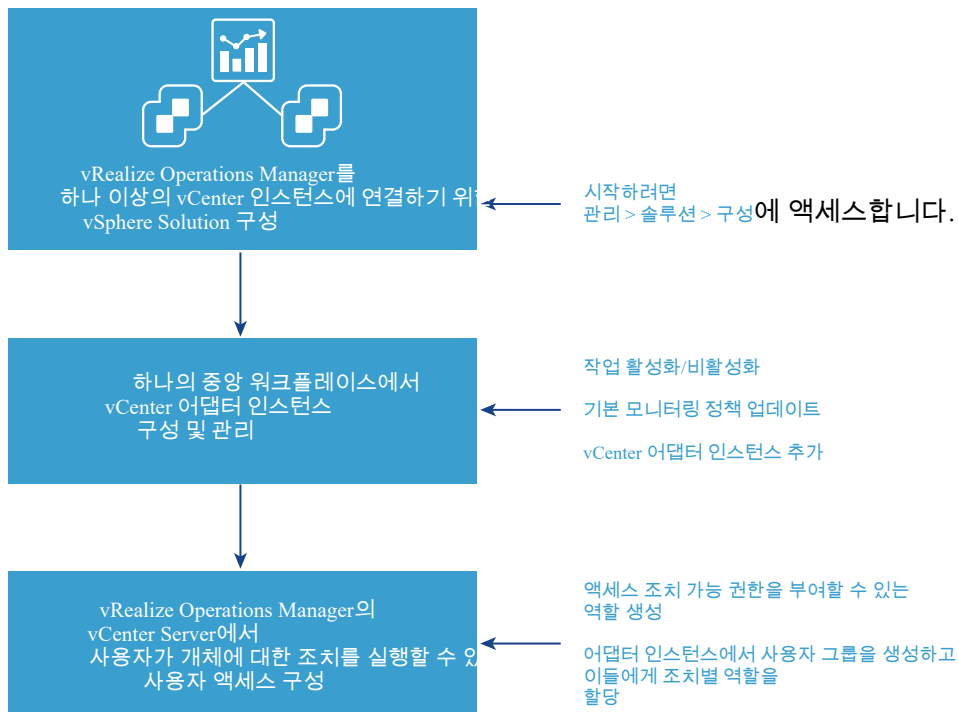 vRealize Operations Manager를
하나 이상의 vCenter 인스턴스에 연결하기 위
vSphere Solution 구성
시작하려면
관리 > 솔루션 > 구성에 액세스합니다.
하나의 중앙 워크플레이스에서
vCenter 어댑터 인스턴스
구성 및 관리
작업 활성화/비활성화
기본 모니터링 정책 업데이트
vCenter 어댑터 인스턴스 추가
vRealize Operations Manager의
vCenter Server에서
사용자가 개체에 대한 조치를 실행할 수
사용자 액세스 구성
액세스 조치 가능 권한을 부여할 수 있는
역할 생성
어댑터 인스턴스에서 사용자 그룹을 생성하고
이들에게 조치별 역할을
할당